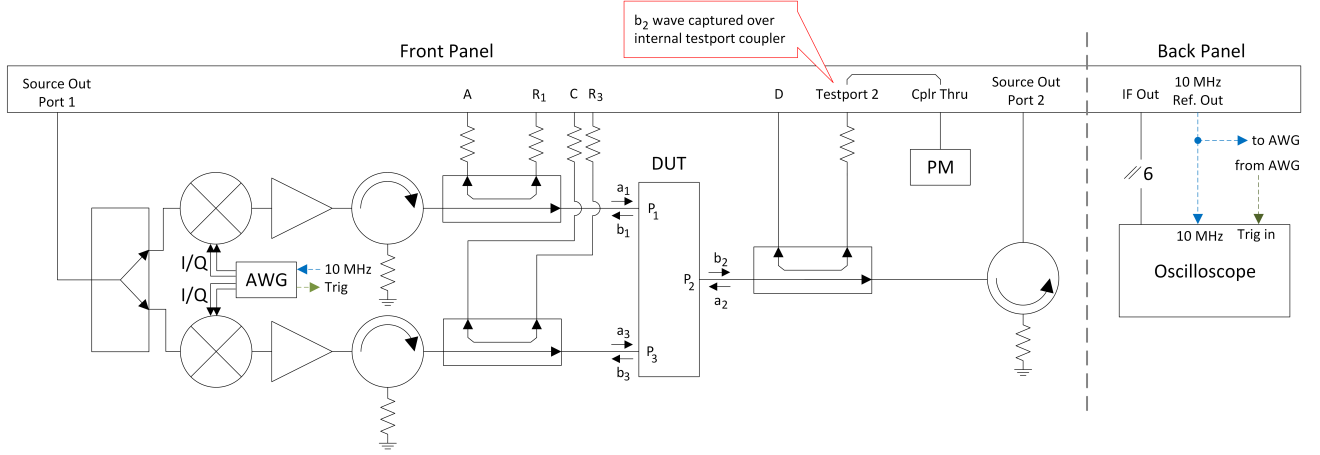 b2 wave captured over
internal testport coupler
Front Panel
Back Panel
Source Out
Port 1
A
R1
C
R3
D
Testport 2
Cplr Thru
Source Out
Port 2
IF Out
10 MHz
Ref. Out
to AWG
from AWG
6
PM
DUT
a1
b1
P1
I/Q
AWG
10 MHz
Trig
I/Q
b2
a2
P2
10 MHz
Trig in
Oscilloscope
a3
b3
P3